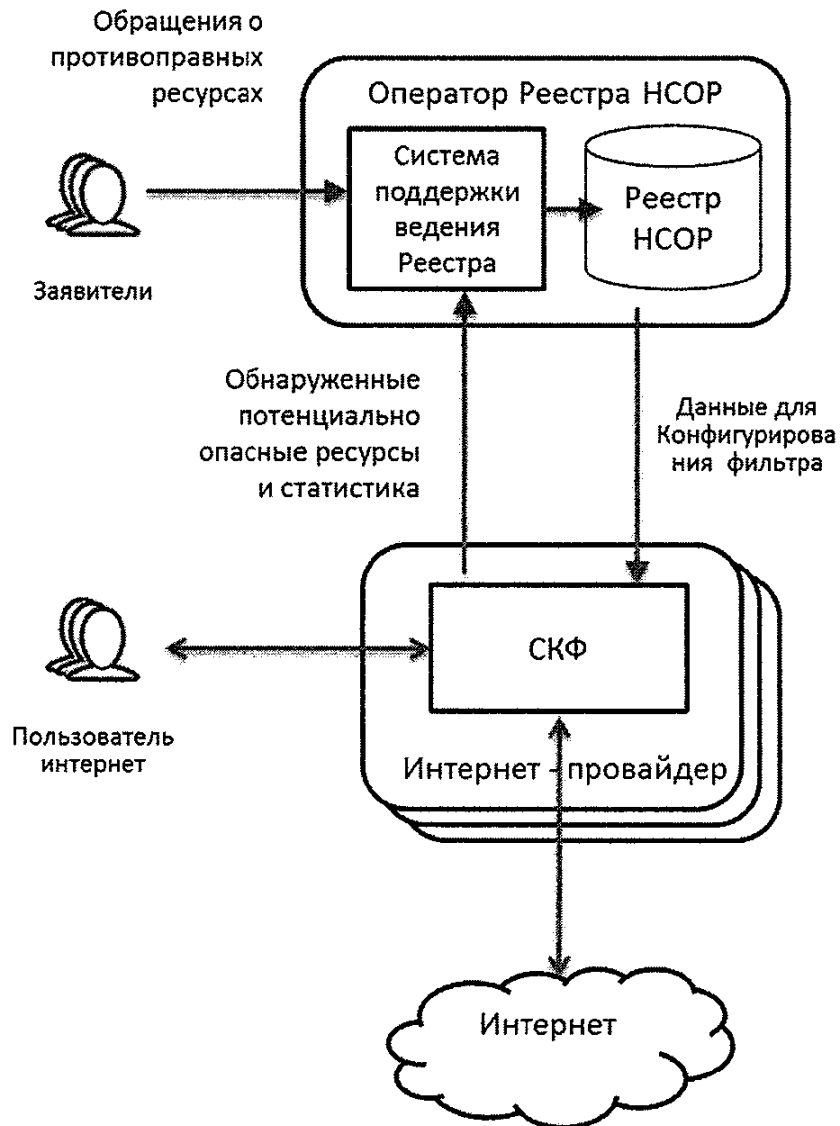 Обращения о
противоправных
ресурсах
Оператор Реестра НСОР
Система
поддержки
ведения
Реестра
Реестр
НСОР
Заявители
Обнаруженные
потенциально
опасные ресурсы
и статистика
Данные для
Конфигурирова
ния фильтра
СКФ
Пользователь
интернет
Интернет - провайдер
Интернет